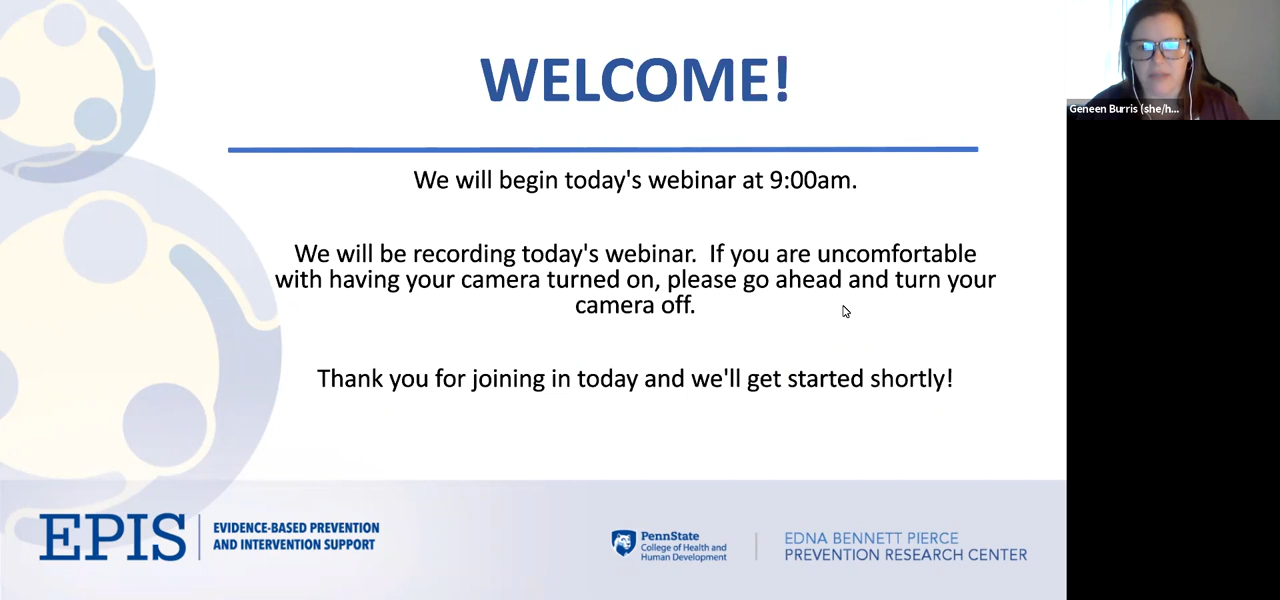 WELCOME!
We will begin today's webinar at 9:00am.
We will be recording today's webinar.  If you are uncomfortable
with having your camera turned on, please go ahead and turn your
camera off.
Thank you for joining in today and we'll get started shortly!
Geneen Burris (she/h...
EPIS
EVIDENCE-BASED PREVENTION
AND INTERVENTION SUPPORT
PennState
College of Health and
Human Development
EDNA BENNETT PIERCE
PREVENTION RESEARCH CENTER